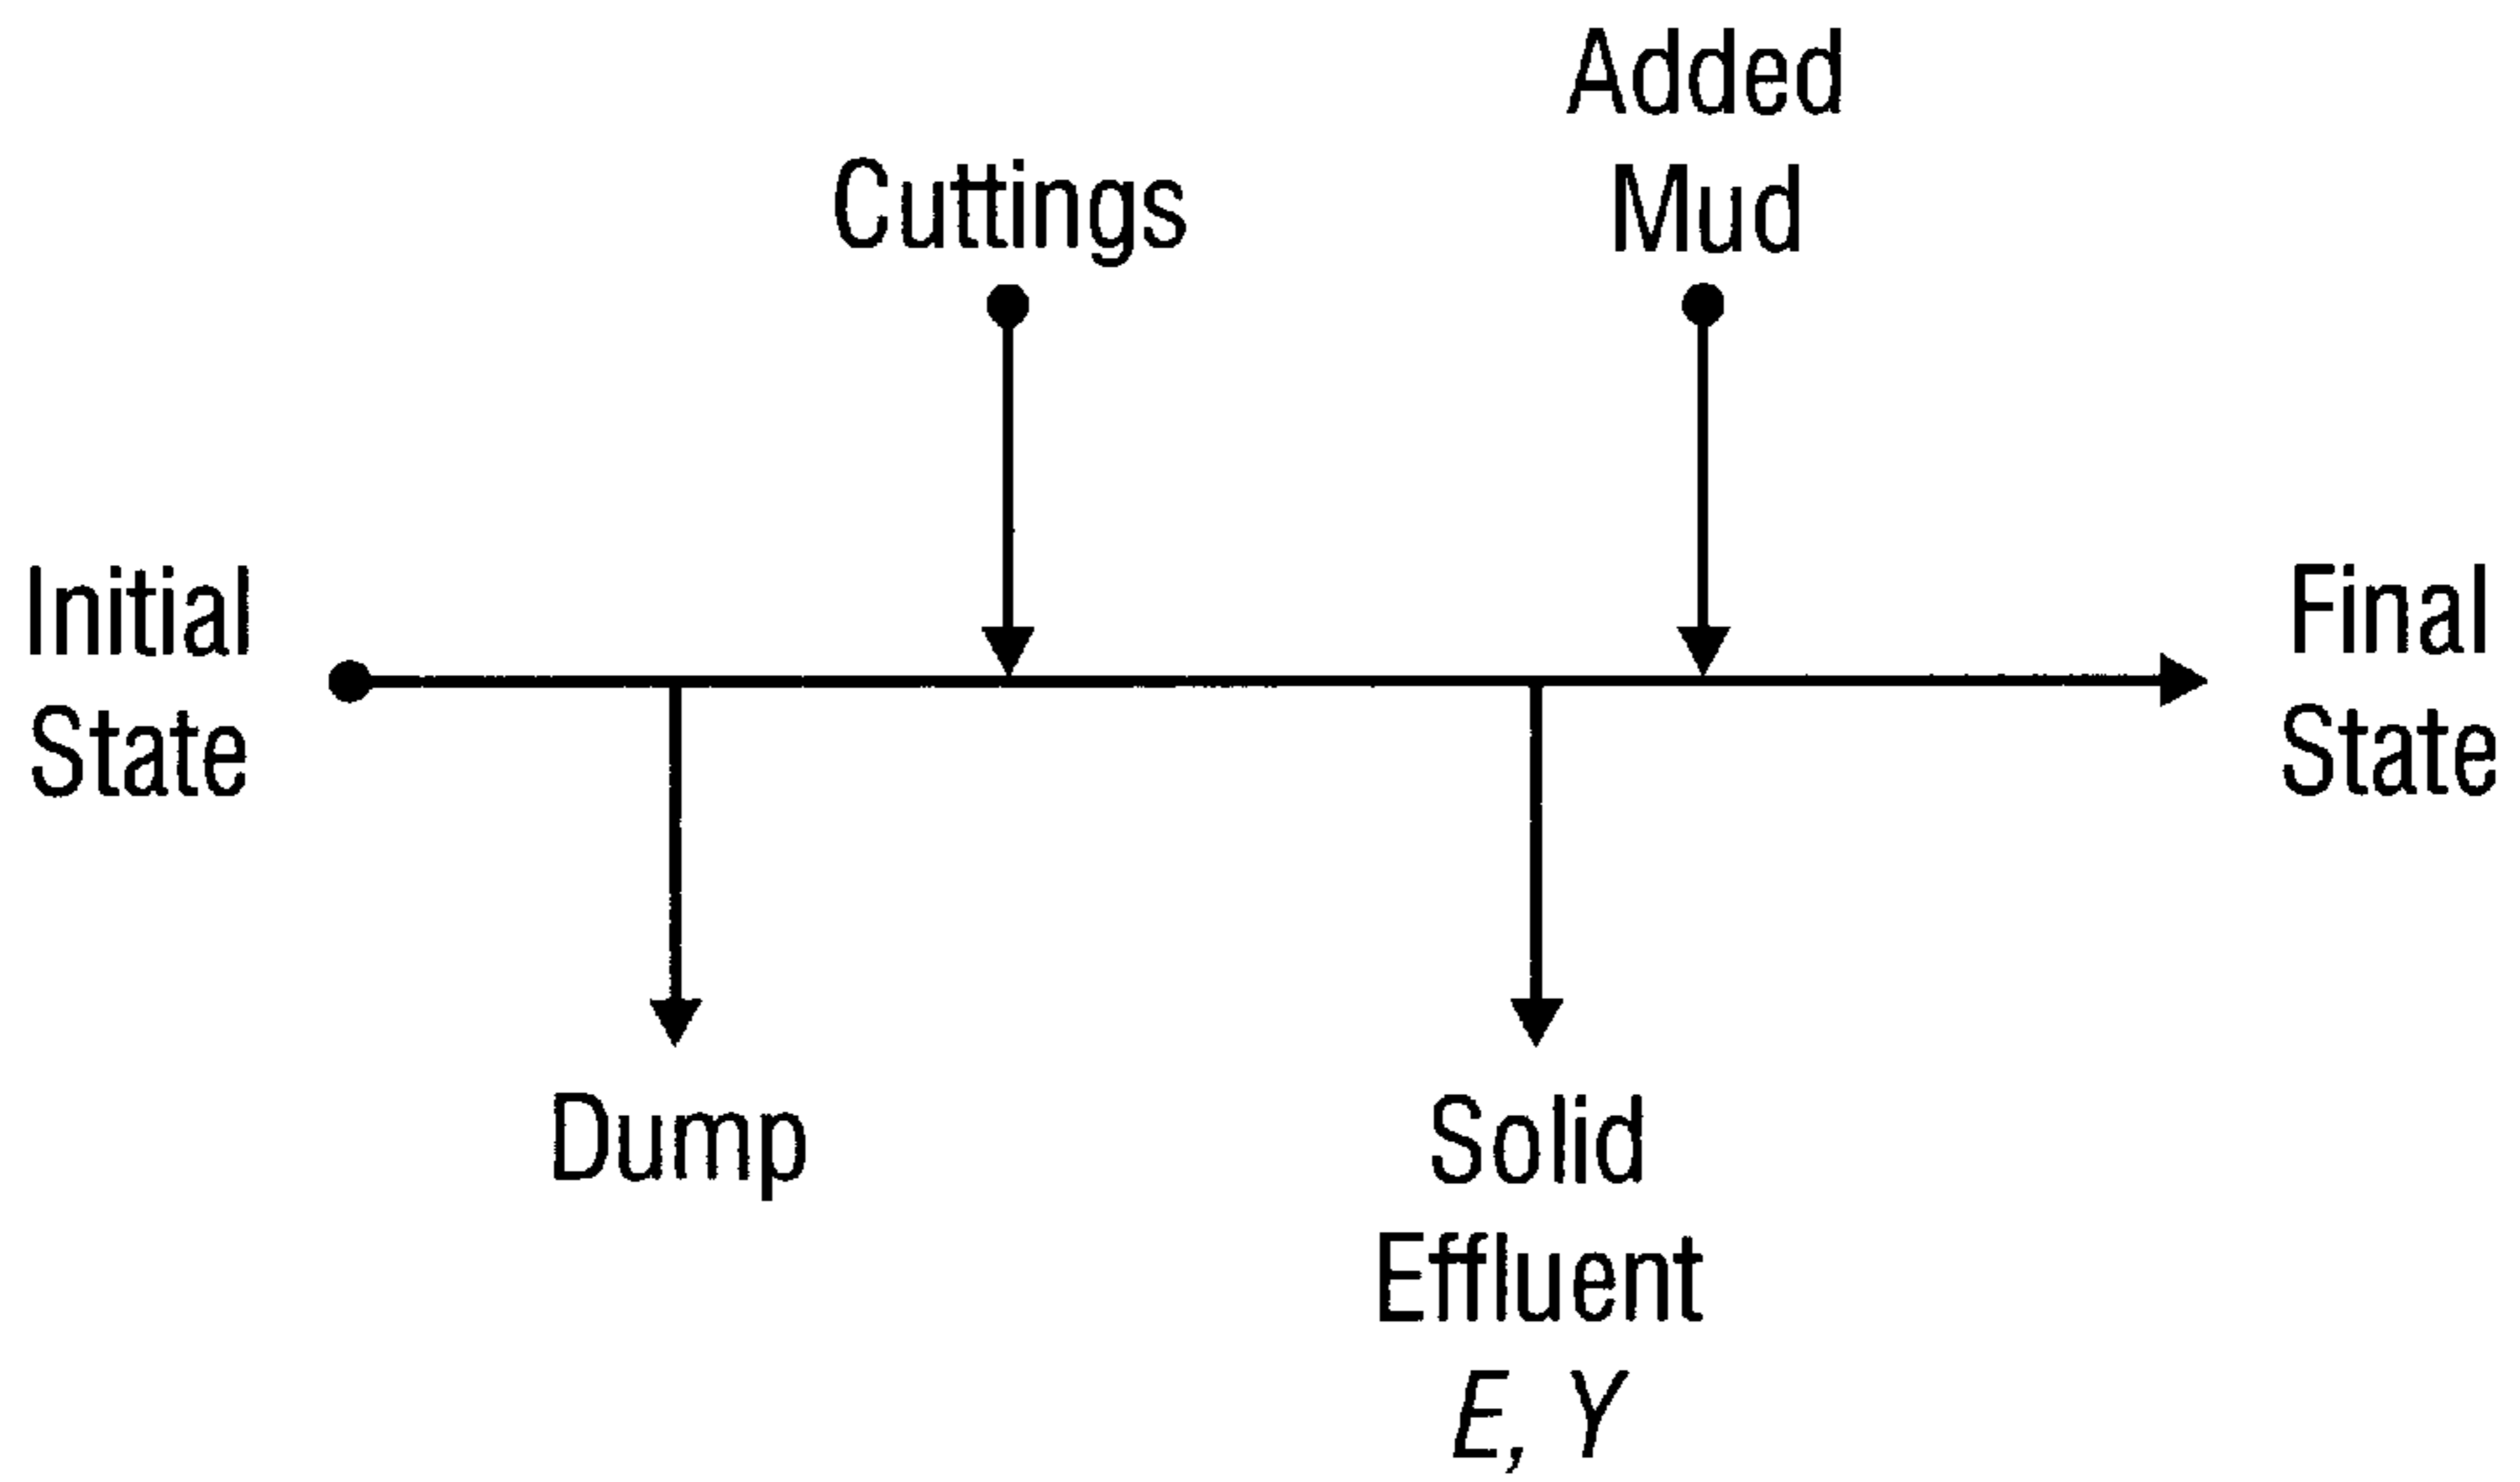 Added
Mud
Cuttings
Initial
State
Final
State
Dump
Solid
Effluent
E, Y